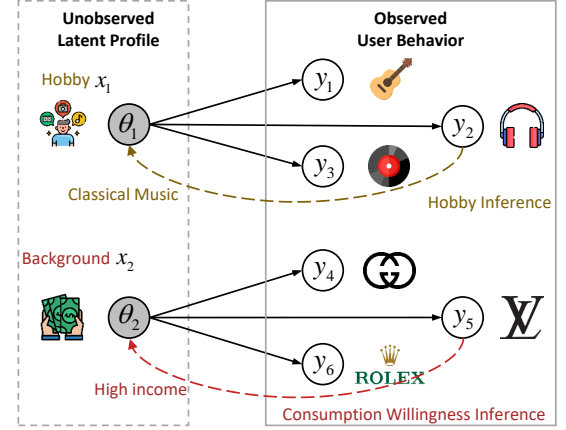 Unobserved
Latent Profile
Observed
User Behavior
Hobby x₁
θ₁
y₁
y₂
y₃
Classical Music
Hobby Inference
Background x₂
θ₂
y₄
y₅
y₆
LV
ROLEX
High income
Consumption Willingness Inference